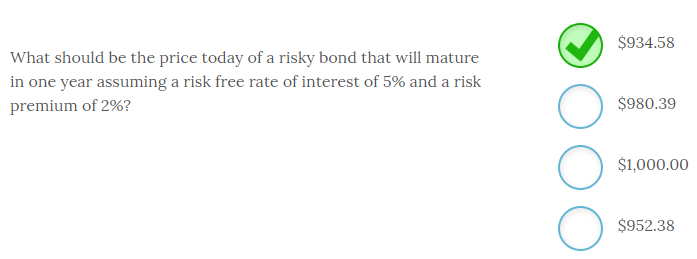 What should be the price today of a risky bond that will mature
in one year assuming a risk free rate of interest of 5% and a risk
premium of 2%?
$934.58
$980.39
$1,000.00
$952.38